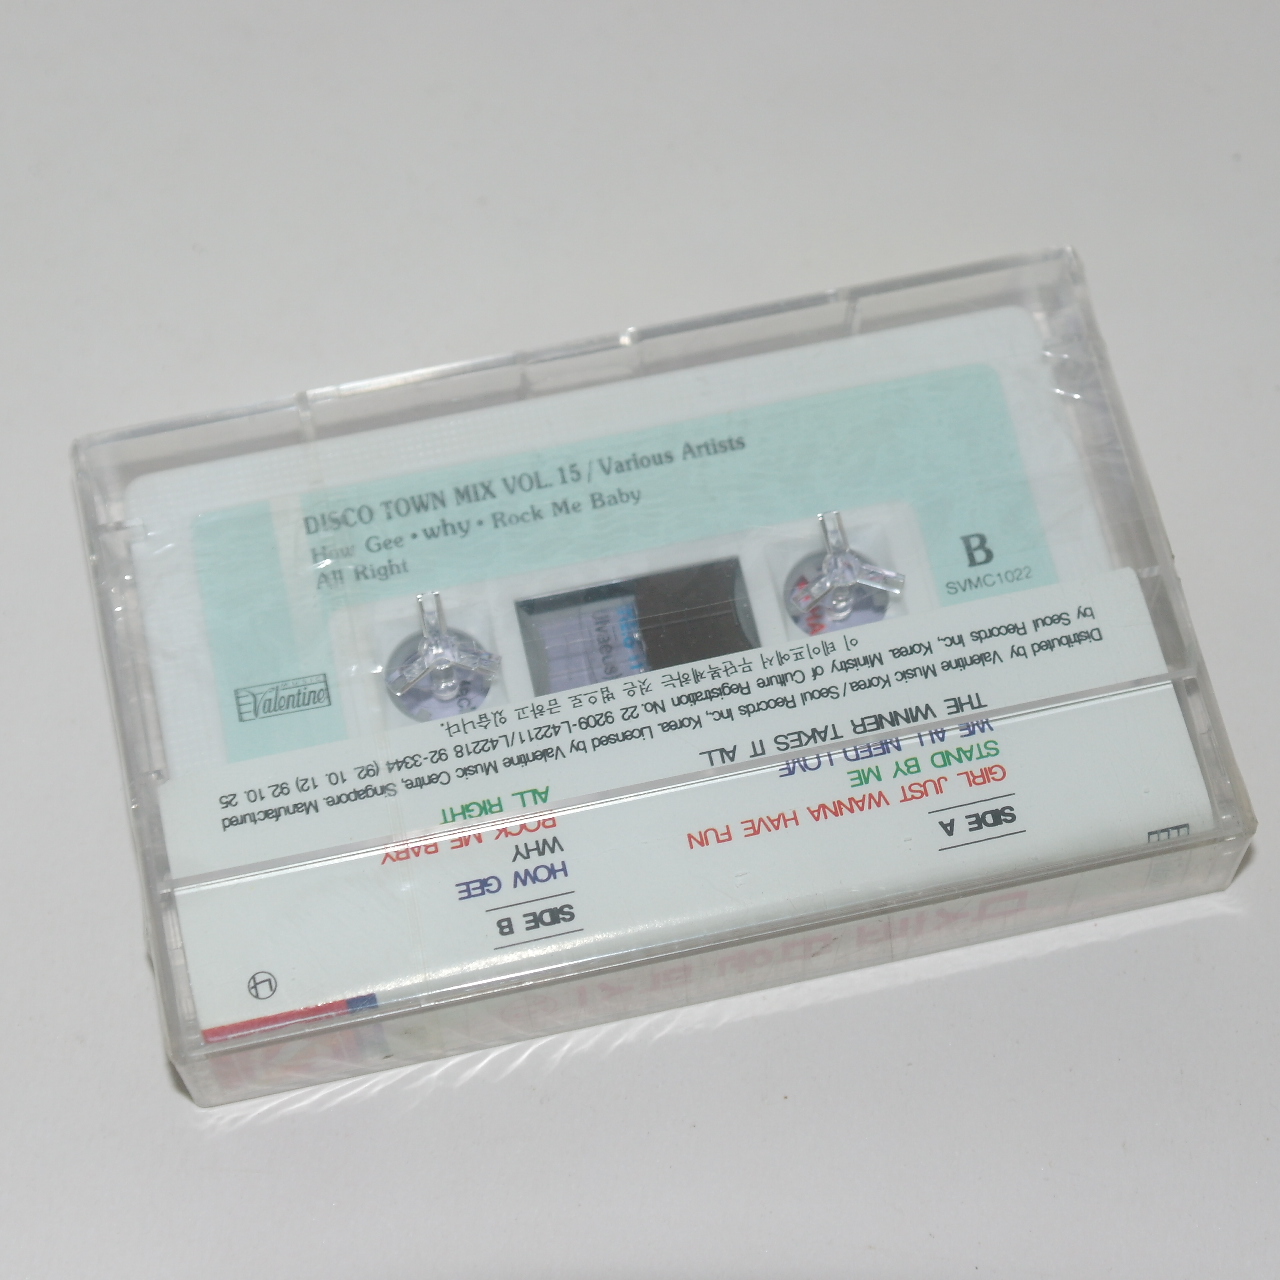 DISCO TOWN MIX VOL. 15 / Various Artists
How Gee • why • Rock Me Baby
All Right
B
SVMC1022
Valentine
SIDE A
GIRL JUST WANNA HAVE FUN
STAND BY ME
WE ALL NEED LOVE
THE WINNER TAKES IT ALL
SIDE B
HOW GEE
WHY
ROCK ME BABY
ALL RIGHT
Distributed by Valentine Music Korea / Seoul Records Inc, Korea. Licensed by Valentine Music Centre, Singapore. Manufactured
by Seoul Records Inc, Korea. Ministry of Culture Registration No. 22 9209-L42211/L42218 92-3344 (92. 10. 12) 92. 10. 25
이 테이프에서 무단복제하는 것은 법으로 금하고 있습니다.